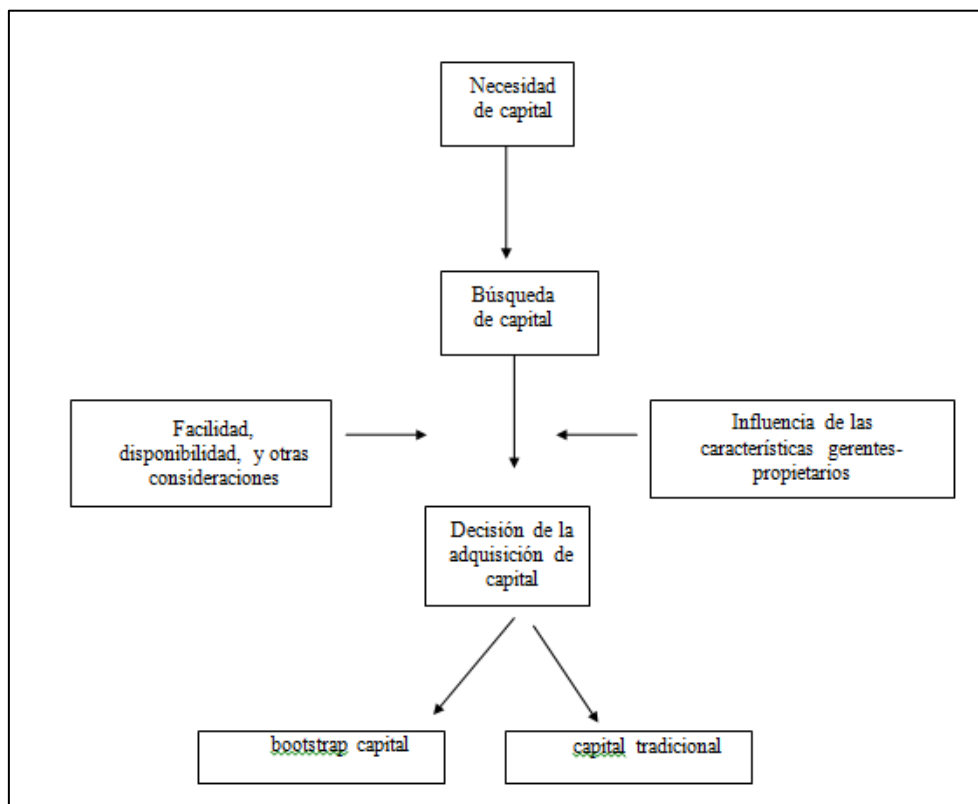 Necesidad
de capital
Búsqueda
de capital
Facilidad,
disponibilidad, y otras
consideraciones
Influencia de las
características gerentes-
propietarios
Decisión de la
adquisición de
capital
bootstrap capital
capital tradicional